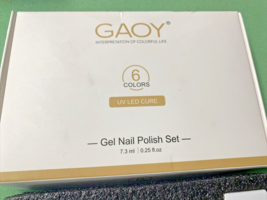 GAOY®
INTERPRETATION OF COLORFUL LIFE
6
COLORS
UV LED CURE
— Gel Nail Polish Set —
7.3 ml | 0.25 fl oz